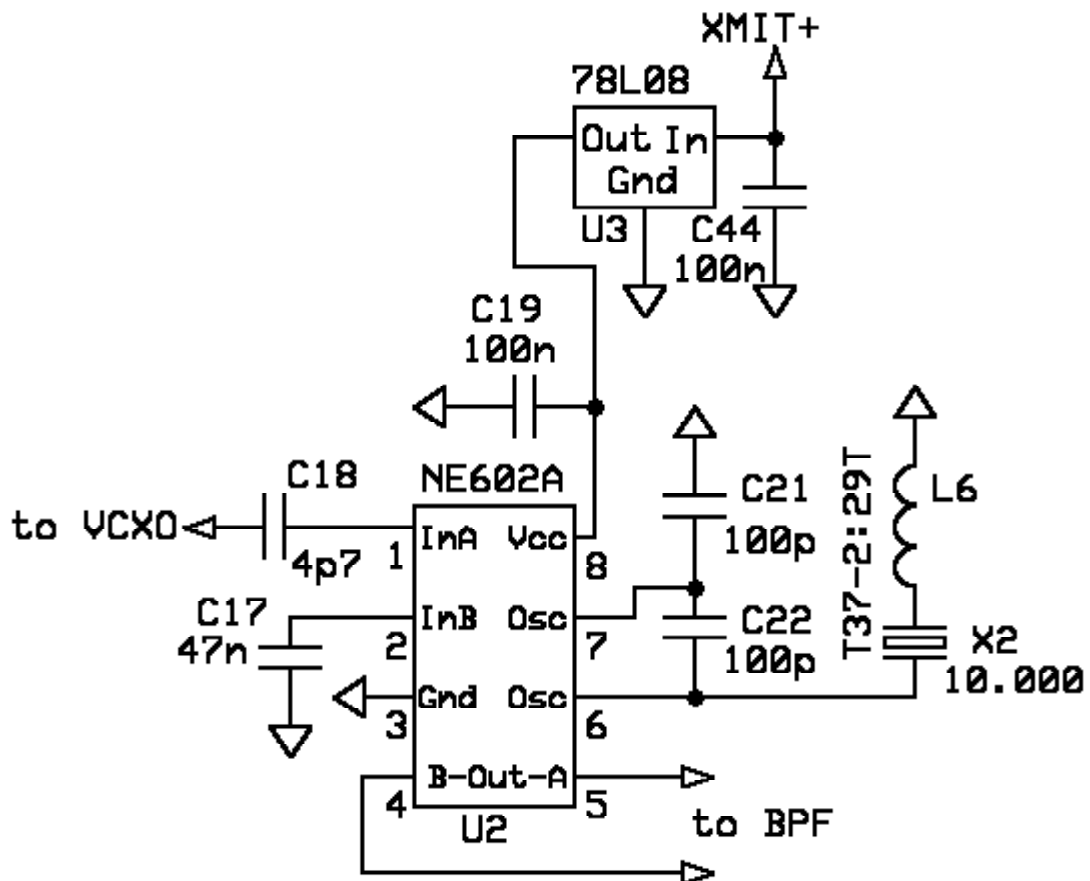 XMIT+
78L08
Out In
Gnd
U3
C44
100n
C19
100n
NE602A
C18
4p7
to VCXO
1
InA
Vcc
8
C21
100p
T37-2:29T
L6
C17
47n
2
InB
Osc
7
C22
100p
X2
10.000
3
Gnd
Osc
6
4
B-Out-A
5
U2
to BPF